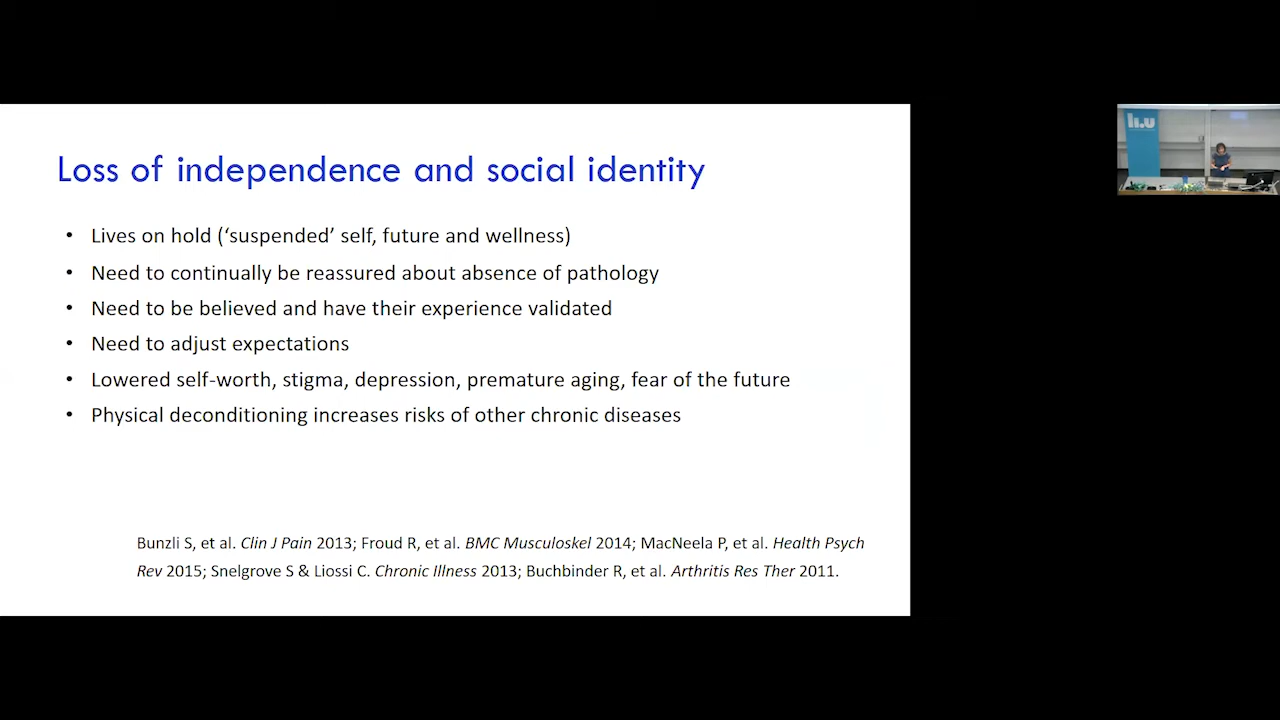 Loss of independence and social identity
• Lives on hold (‘suspended’ self, future and wellness)
• Need to continually be reassured about absence of pathology
• Need to be believed and have their experience validated
• Need to adjust expectations
• Lowered self-worth, stigma, depression, premature aging, fear of the future
• Physical deconditioning increases risks of other chronic diseases
Bunzli S, et al. Clin J Pain 2013; Froud R, et al. BMC Musculoskel 2014; MacNeela P, et al. Health Psych
Rev 2015; Snelgrove S & Liossi C. Chronic Illness 2013; Buchbinder R, et al. Arthritis Res Ther 2011.